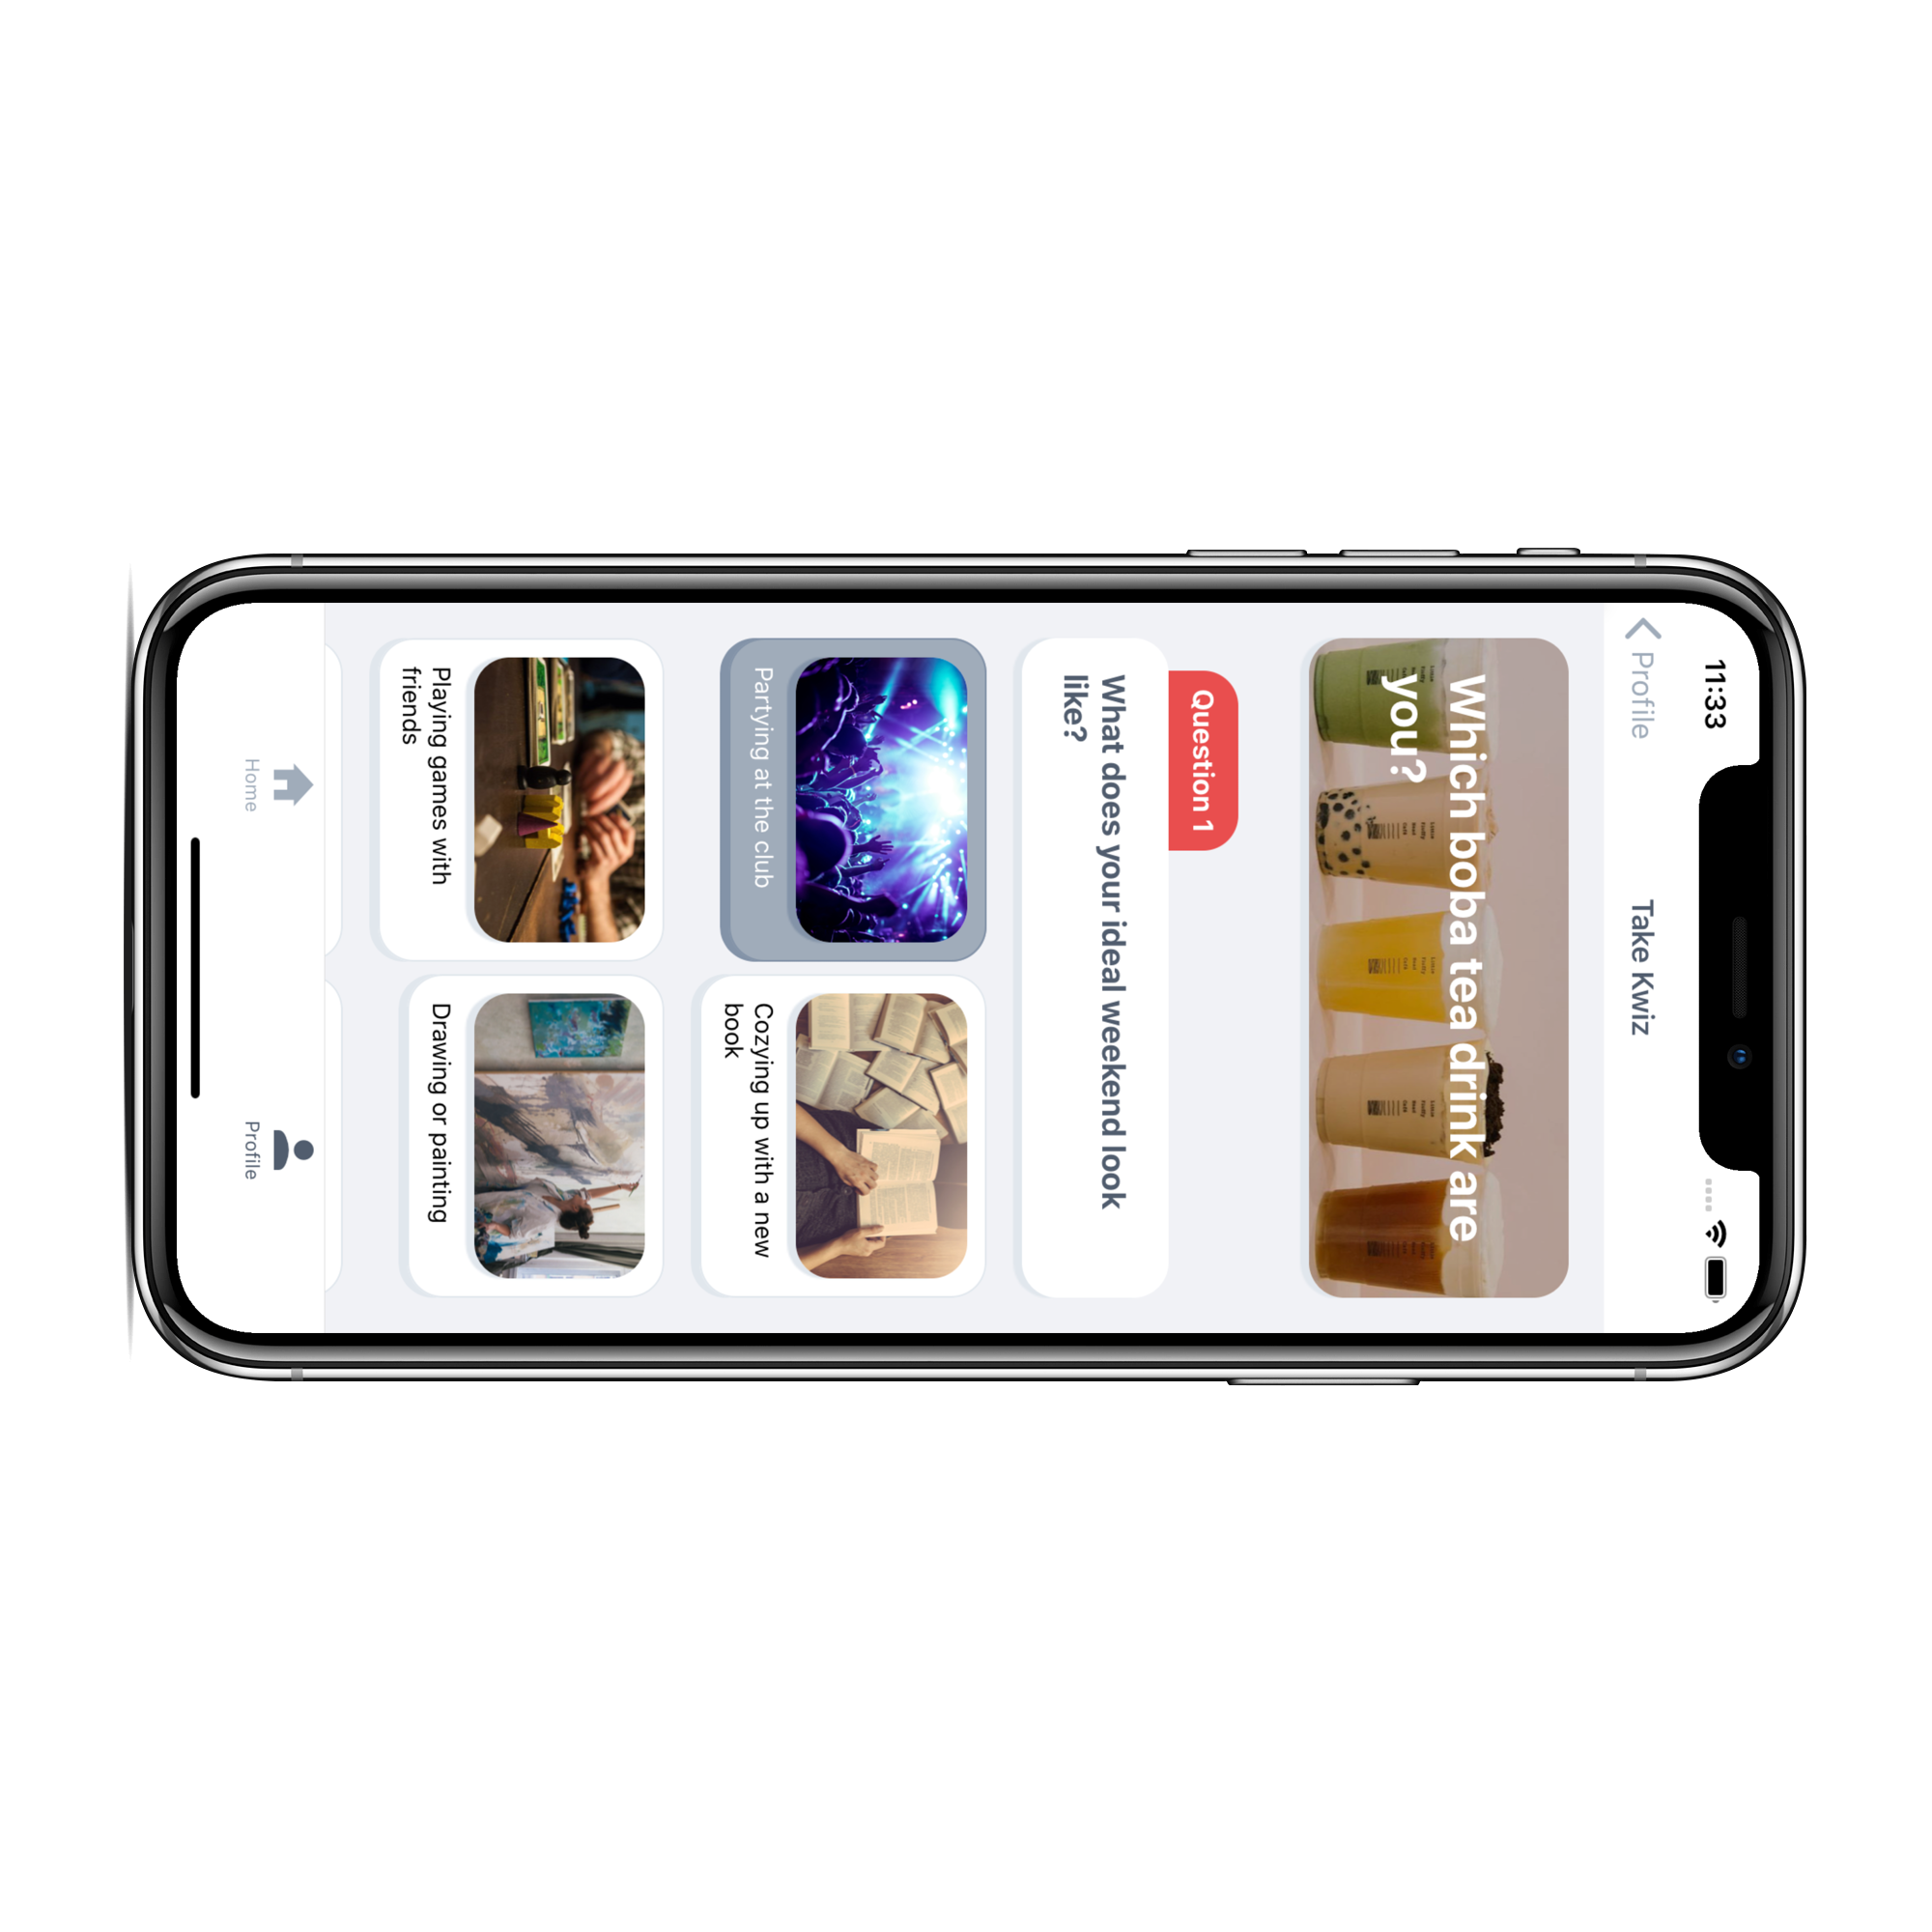 11:33
Profile
Take Kwiz
Which boba tea drink are
you?
Question 1
What does your ideal weekend look
like?
Partying at the club
Cozying up with a new
book
Playing games with
friends
Drawing or painting
Home
Profile